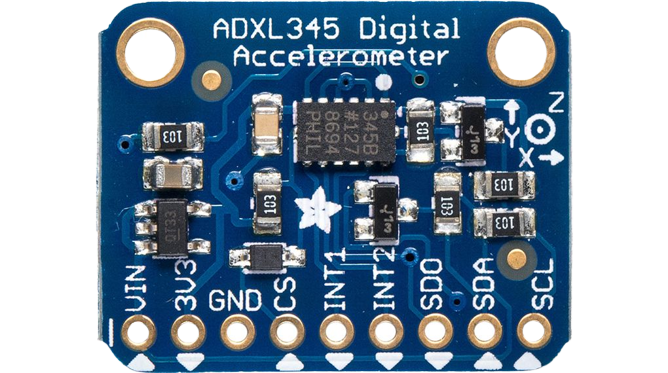 ADXL345 Digital
Accelerometer
345B
#127
8694
PHIL
103
103
103
103
103
103
Z
Y
X
VIN
3V3
GND
CS
INT1
INT2
SDO
SDA
SCL